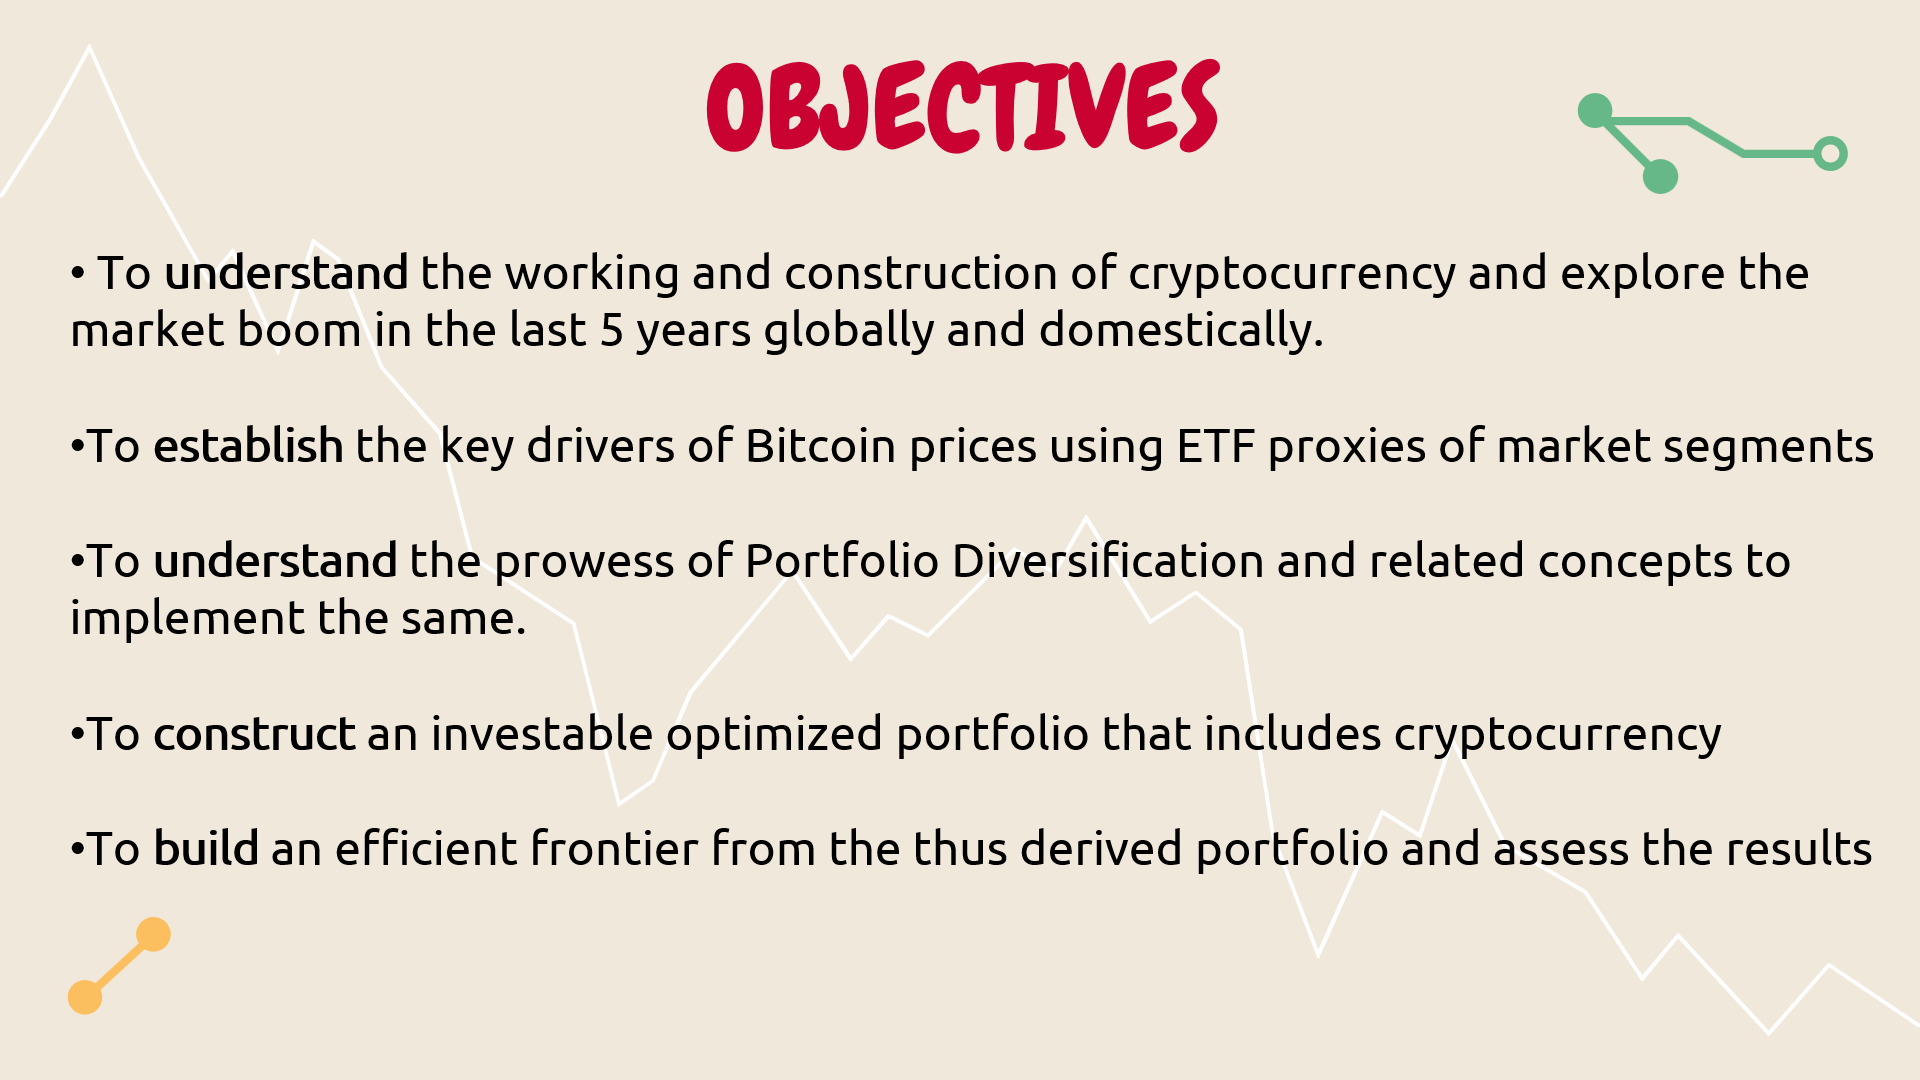 OBJECTIVES
• To understand the working and construction of cryptocurrency and explore the
market boom in the last 5 years globally and domestically.
•To establish the key drivers of Bitcoin prices using ETF proxies of market segments
•To understand the prowess of Portfolio Diversification and related concepts to
implement the same.
•To construct an investable optimized portfolio that includes cryptocurrency
•To build an efficient frontier from the thus derived portfolio and assess the results